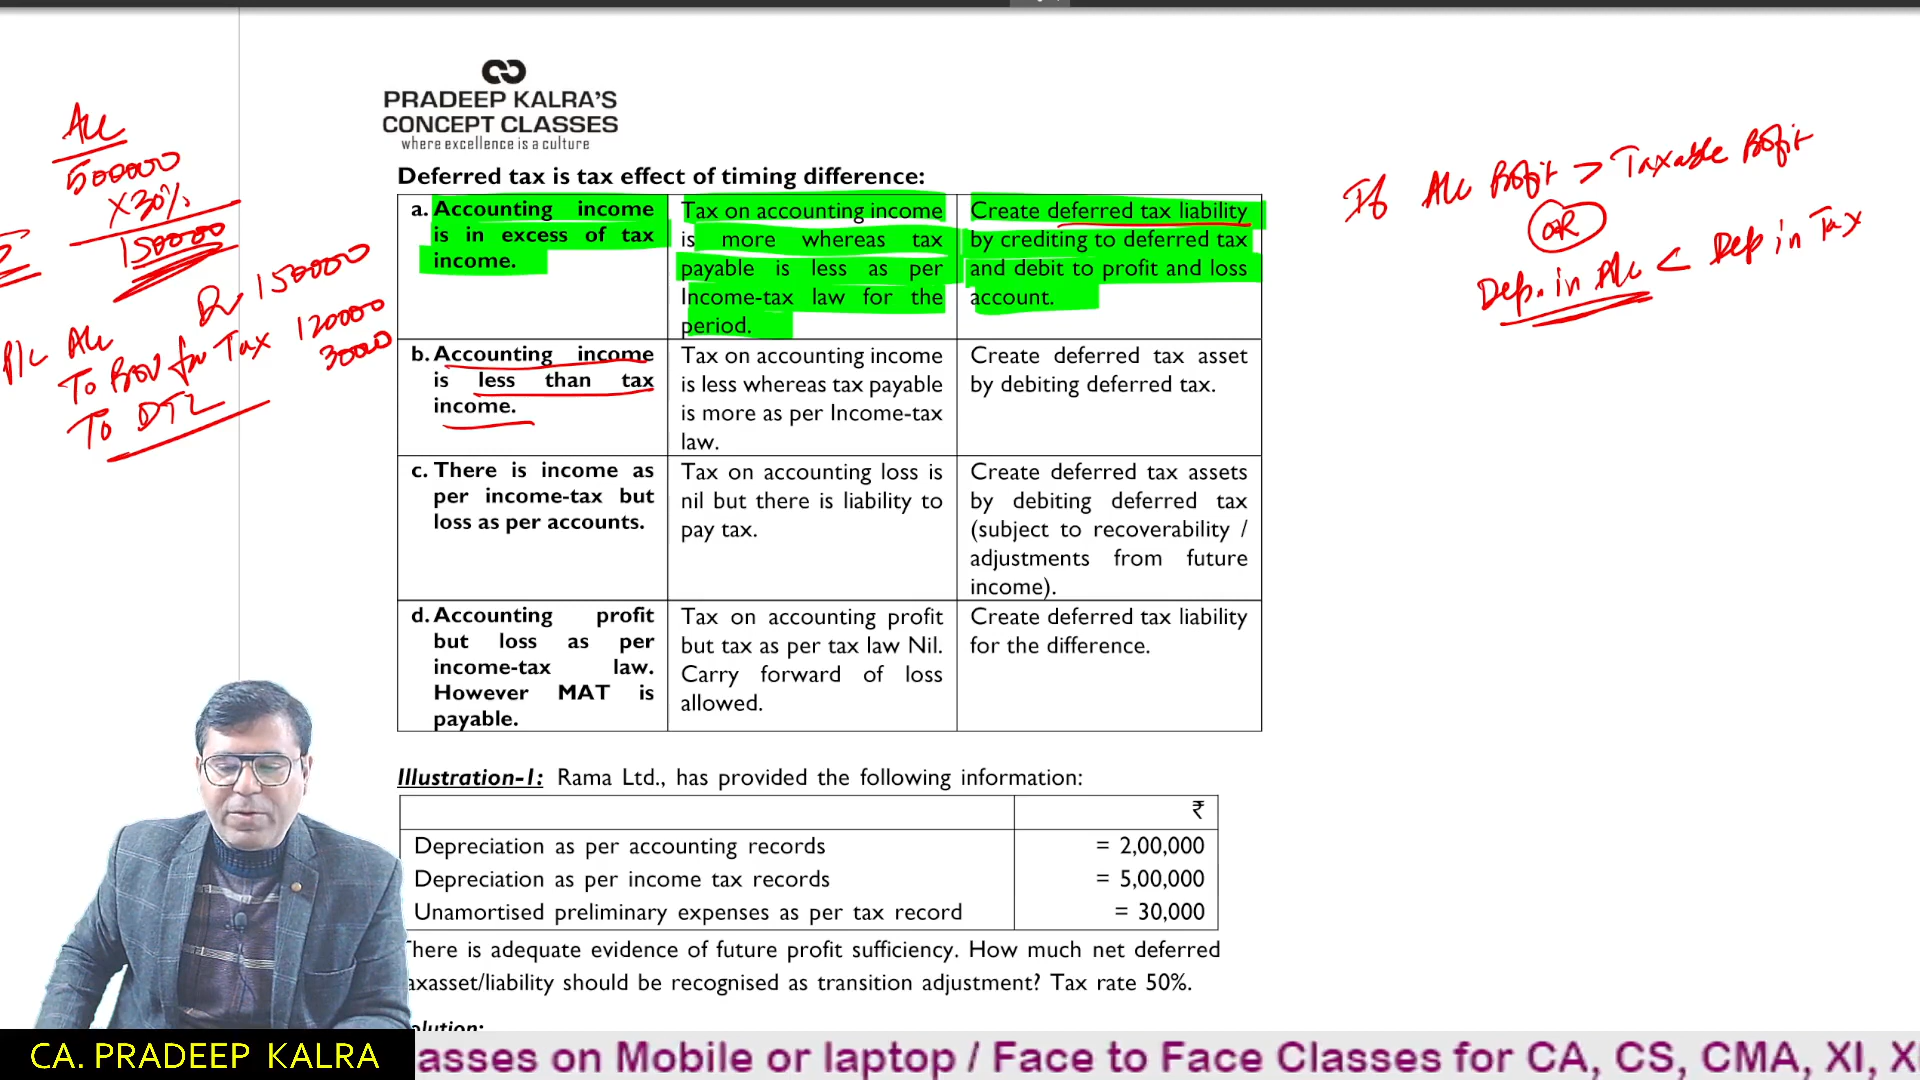 PRADEEP KALRA'S
CONCEPT CLASSES
where excellence is a culture
Deferred tax is tax effect of timing difference:
a. Accounting income
is in excess of tax
income.
Tax on accounting income
is more whereas tax
payable is less as per
Income-tax law for the
period.
Create deferred tax liability
by crediting to deferred tax
and debit to profit and loss
account.
b. Accounting income
is less than tax
income.
Tax on accounting income
is less whereas tax payable
is more as per Income-tax
law.
Create deferred tax asset
by debiting deferred tax.
c. There is income as
per income-tax but
loss as per accounts.
Tax on accounting loss is
nil but there is liability to
pay tax.
Create deferred tax assets
by debiting deferred tax
(subject to recoverability /
adjustments from future
income).
d. Accounting profit
but loss as per
income-tax law.
However MAT is
payable.
Tax on accounting profit
but tax as per tax law Nil.
Carry forward of loss
allowed.
Create deferred tax liability
for the difference.
Illustration-1: Rama Ltd., has provided the following information:
₹
Depreciation as per accounting records = 2,00,000
Depreciation as per income tax records = 5,00,000
Unamortised preliminary expenses as per tax record = 30,000
here is adequate evidence of future profit sufficiency. How much net deferred
axasset/liability should be recognised as transition adjustment? Tax rate 50%.
olution:
500000
X 30%
150000
150000
To Prov for Tax 120000
To DTL 30000
If A/c Profit > Taxable Profit
OR
Dep. in A/c < Dep in Tax
CA. PRADEEP KALRA
asses on Mobile or laptop / Face to Face Classes for CA, CS, CMA, XI, X